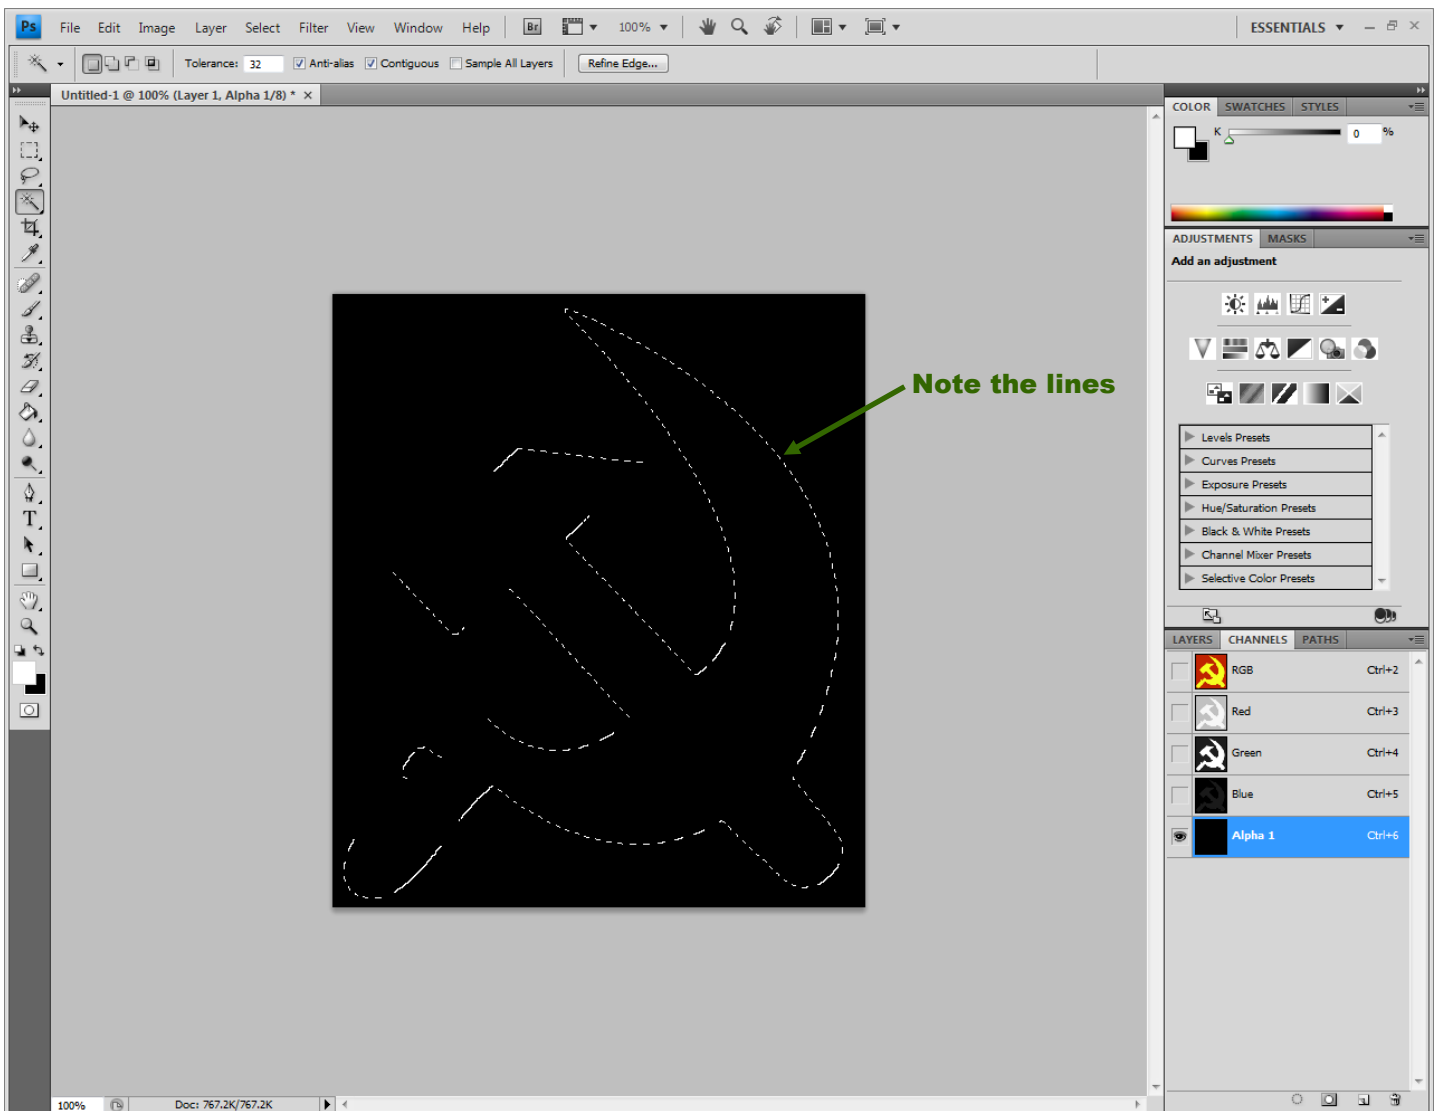 Ps File Edit Image Layer Select Filter View Window Help Br 100% ESSENTIALS
Tolerance: 32 Anti-alias Contiguous Sample All Layers Refine Edge...
Untitled-1 @ 100% (Layer 1, Alpha 1/8) * ×
COLOR SWATCHES STYLES
K 0 %
ADJUSTMENTS MASKS
Add an adjustment
Note the lines
Levels Presets
Curves Presets
Exposure Presets
Hue/Saturation Presets
Black & White Presets
Channel Mixer Presets
Selective Color Presets
LAYERS CHANNELS PATHS
RGB Ctrl+2
Red Ctrl+3
Green Ctrl+4
Blue Ctrl+5
Alpha 1 Ctrl+6
100% Doc: 767.2K/767.2K